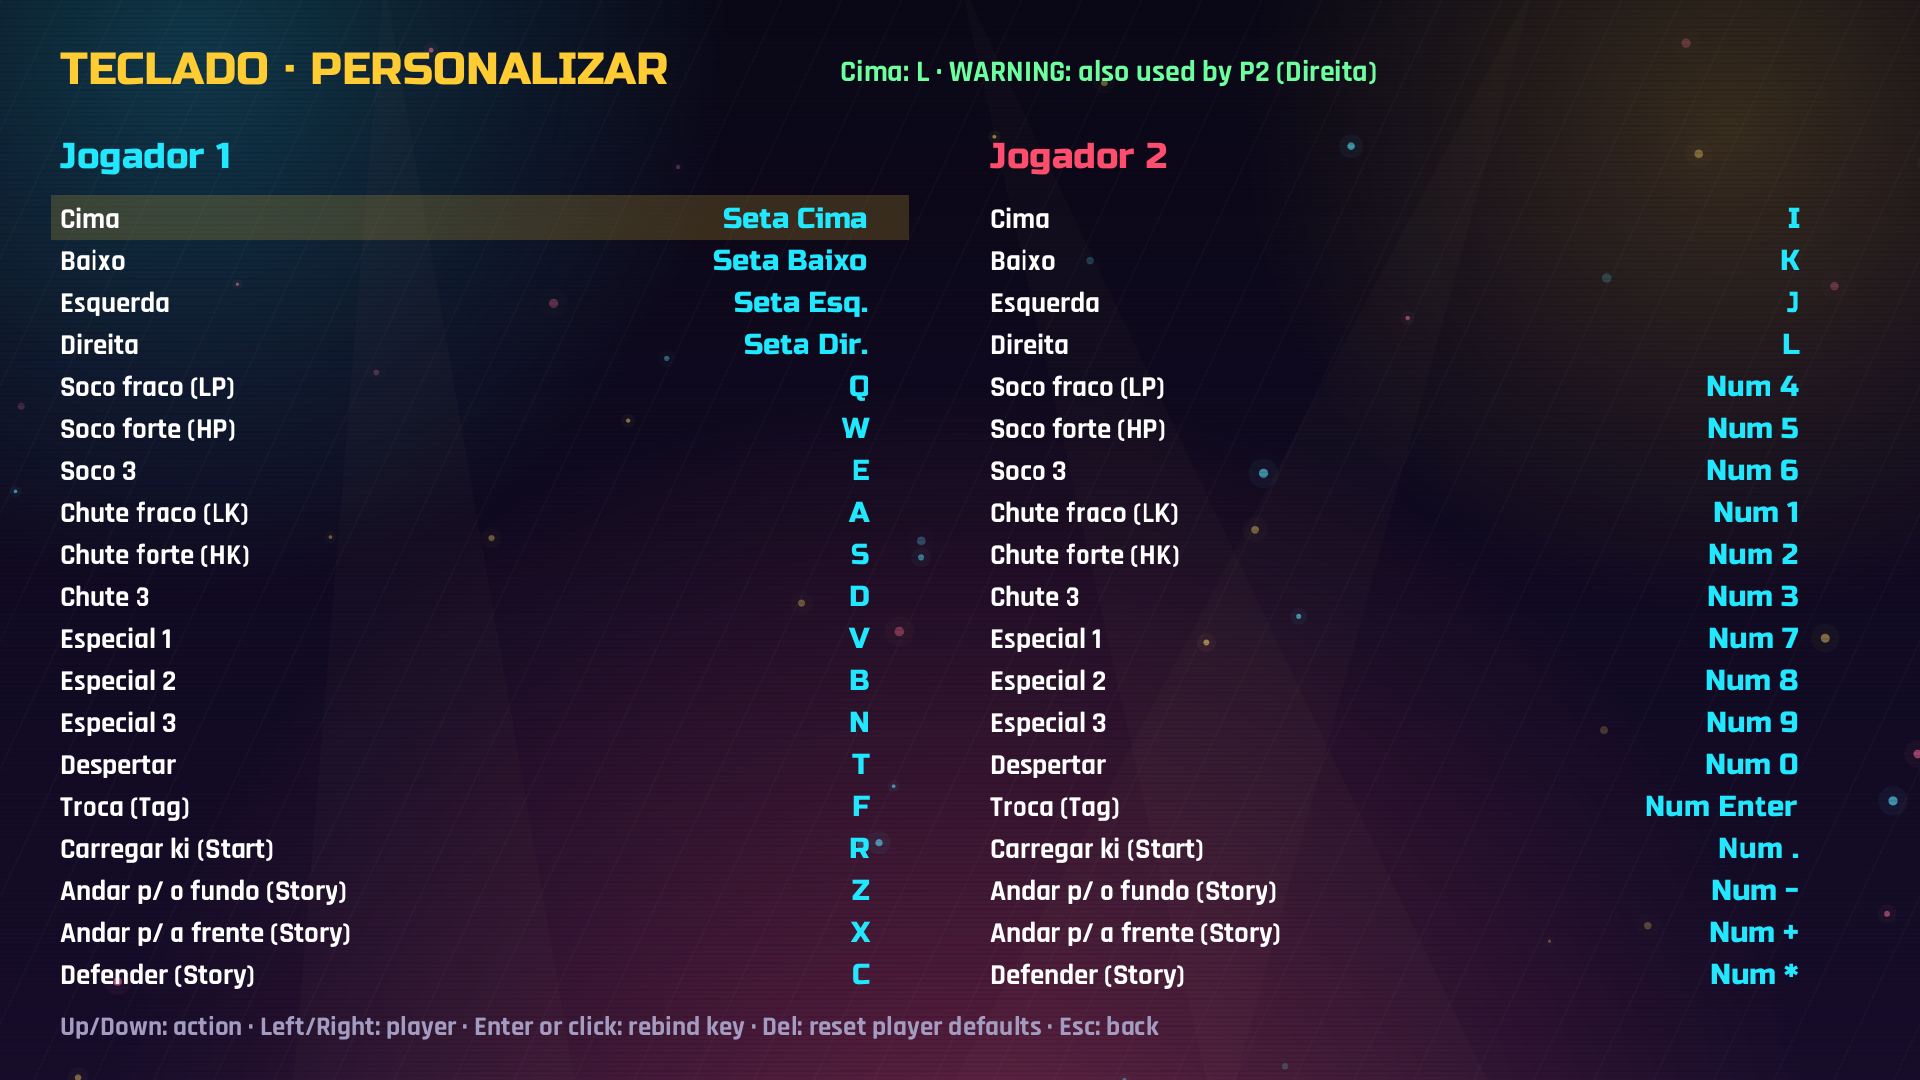 TECLADO · PERSONALIZAR
Cima: L · WARNING: also used by P2 (Direita)
Jogador 1
Cima Seta Cima
Baixo Seta Baixo
Esquerda Seta Esq.
Direita Seta Dir.
Soco fraco (LP) Q
Soco forte (HP) W
Soco 3 E
Chute fraco (LK) A
Chute forte (HK) S
Chute 3 D
Especial 1 V
Especial 2 B
Especial 3 N
Despertar T
Troca (Tag) F
Carregar ki (Start) R
Andar p/ o fundo (Story) Z
Andar p/ a frente (Story) X
Defender (Story) C
Jogador 2
Cima I
Baixo K
Esquerda J
Direita L
Soco fraco (LP) Num 4
Soco forte (HP) Num 5
Soco 3 Num 6
Chute fraco (LK) Num 1
Chute forte (HK) Num 2
Chute 3 Num 3
Especial 1 Num 7
Especial 2 Num 8
Especial 3 Num 9
Despertar Num 0
Troca (Tag) Num Enter
Carregar ki (Start) Num .
Andar p/ o fundo (Story) Num -
Andar p/ a frente (Story) Num +
Defender (Story) Num *
Up/Down: action · Left/Right: player · Enter or click: rebind key · Del: reset player defaults · Esc: back